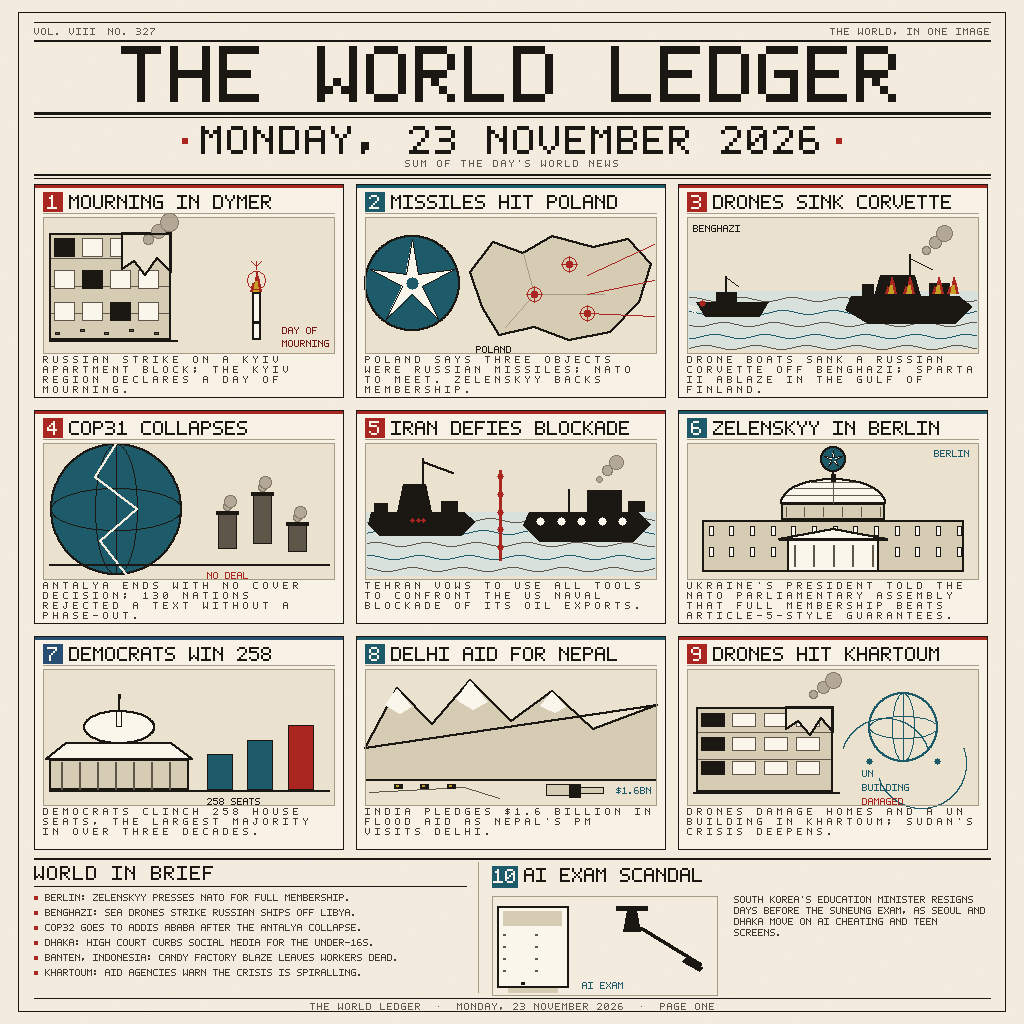 VOL. VIII NO. 327
THE WORLD, IN ONE IMAGE
THE WORLD LEDGER
MONDAY, 23 NOVEMBER 2026
SUM OF THE DAY'S WORLD NEWS
1 MOURNING IN DYMER
DAY OF
MOURNING
RUSSIAN STRIKE ON A KYIV
APARTMENT BLOCK; THE KYIV
REGION DECLARES A DAY OF
MOURNING.
2 MISSILES HIT POLAND
POLAND
POLAND SAYS THREE OBJECTS
WERE RUSSIAN MISSILES; NATO
TO MEET. ZELENSKYY BACKS
MEMBERSHIP.
3 DRONES SINK CORVETTE
BENGHAZI
DRONE BOATS SANK A RUSSIAN
CORVETTE OFF BENGHAZI; SPARTA
II ABLAZE IN THE GULF OF
FINLAND.
4 COP31 COLLAPSES
NO DEAL
ANTALYA ENDS WITH NO COVER
DECISION; 130 NATIONS
REJECTED A TEXT WITHOUT A
PHASE-OUT.
5 IRAN DEFIES BLOCKADE
TEHRAN VOWS TO USE ALL TOOLS
TO CONFRONT THE US NAVAL
BLOCKADE OF ITS OIL EXPORTS.
6 ZELENSKYY IN BERLIN
BERLIN
UKRAINE'S PRESIDENT TOLD THE
NATO PARLIAMENTARY ASSEMBLY
THAT FULL MEMBERSHIP BEATS
ARTICLE-5-STYLE GUARANTEES.
7 DEMOCRATS WIN 258
258 SEATS
DEMOCRATS CLINCH 258 HOUSE
SEATS, THE LARGEST MAJORITY
IN OVER THREE DECADES.
8 DELHI AID FOR NEPAL
$1.6BN
INDIA PLEDGES $1.6 BILLION IN
FLOOD AID AS NEPAL'S PM
VISITS DELHI.
9 DRONES HIT KHARTOUM
UN
BUILDING
DAMAGED
DRONES DAMAGE HOMES AND A UN
BUILDING IN KHARTOUM; SUDAN'S
CRISIS DEEPENS.
WORLD IN BRIEF
BERLIN: ZELENSKYY PRESSES NATO FOR FULL MEMBERSHIP.
BENGHAZI: SEA DRONES STRIKE RUSSIAN SHIPS OFF LIBYA.
COP32 GOES TO ADDIS ABABA AFTER THE ANTALYA COLLAPSE.
DHAKA: HIGH COURT CURBS SOCIAL MEDIA FOR THE UNDER-16S.
BANTEN, INDONESIA: CANDY FACTORY BLAZE LEAVES WORKERS DEAD.
KHARTOUM: AID AGENCIES WARN THE CRISIS IS SPIRALLING.
10 AI EXAM SCANDAL
AI EXAM
SOUTH KOREA'S EDUCATION MINISTER RESIGNS
DAYS BEFORE THE SUNEUNG EXAM, AS SEOUL AND
DHAKA MOVE ON AI CHEATING AND TEEN
SCREENS.
THE WORLD LEDGER · MONDAY, 23 NOVEMBER 2026 · PAGE ONE